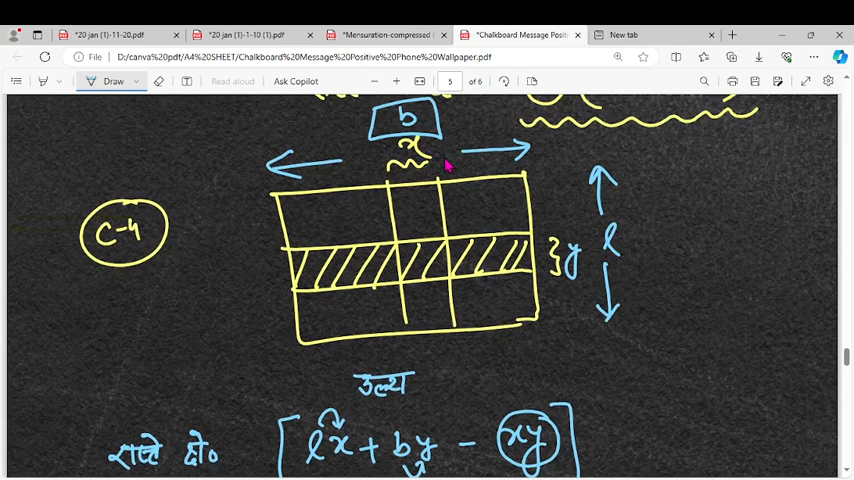 *20 jan (1)-11-20.pdf
*20 jan (1)-1-10 (1).pdf
*Mensuration-compressed
*Chalkboard Message Posi
New tab
File
D:/canva%20pdf/A4%20SHEET/Chalkboard%20Message%20Positive%20Phone%20Wallpaper.pdf
Draw
Read aloud
Ask Copilot
5
of 6
b
x
C-4
y
l
उल्टा
रास्ते क्षे०
[lx + by - xy]